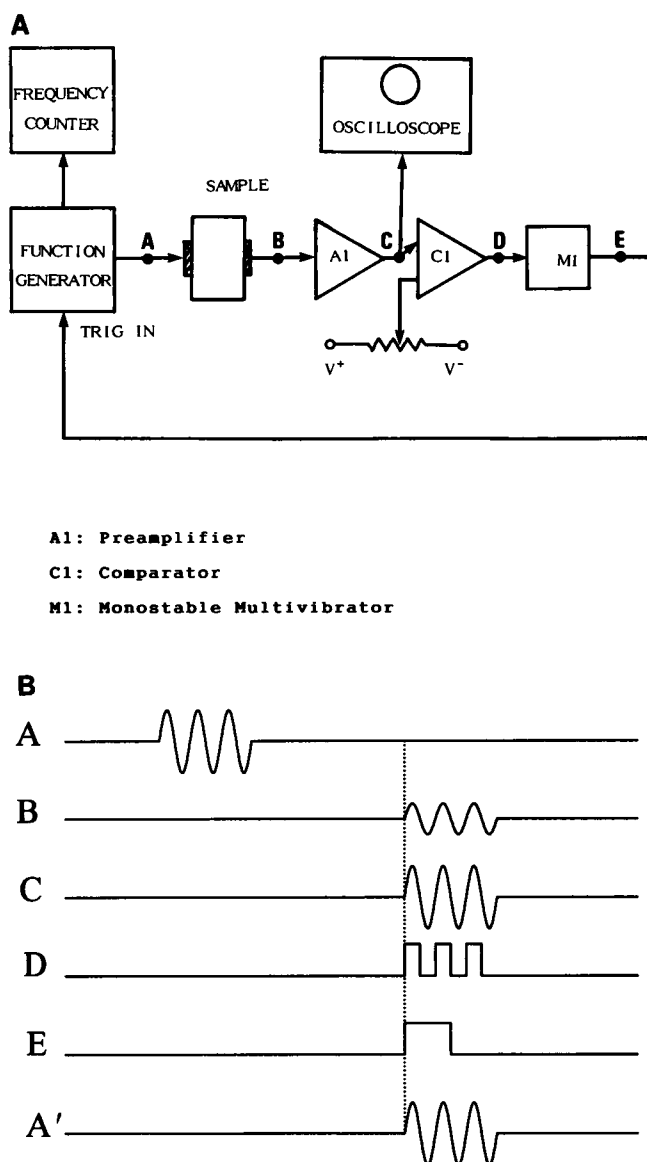 A
FREQUENCY
COUNTER
OSCILLOSCOPE
SAMPLE
FUNCTION
GENERATOR
A
B
A1
C
C1
D
M1
E
TRIG IN
V+
V-
A1: Preamplifier
C1: Comparator
M1: Monostable Multivibrator
B
A
B
C
D
E
A'